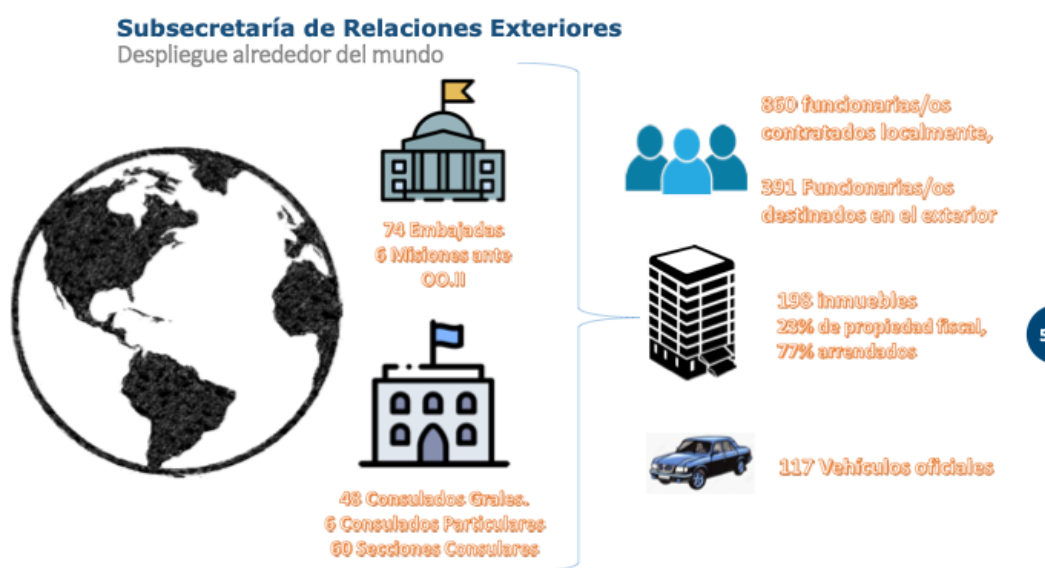 Subsecretaría de Relaciones Exteriores
Despliegue alrededor del mundo
74 Embajadas
6 Misiones ante
OO.II
48 Consulados Grales.
6 Consulados Particulares
60 Secciones Consulares
860 funcionarias/os
contratados localmente,
391 Funcionarias/os
destinados en el exterior
198 inmuebles
23% de propiedad fiscal,
77% arrendados
117 Vehículos oficiales
5